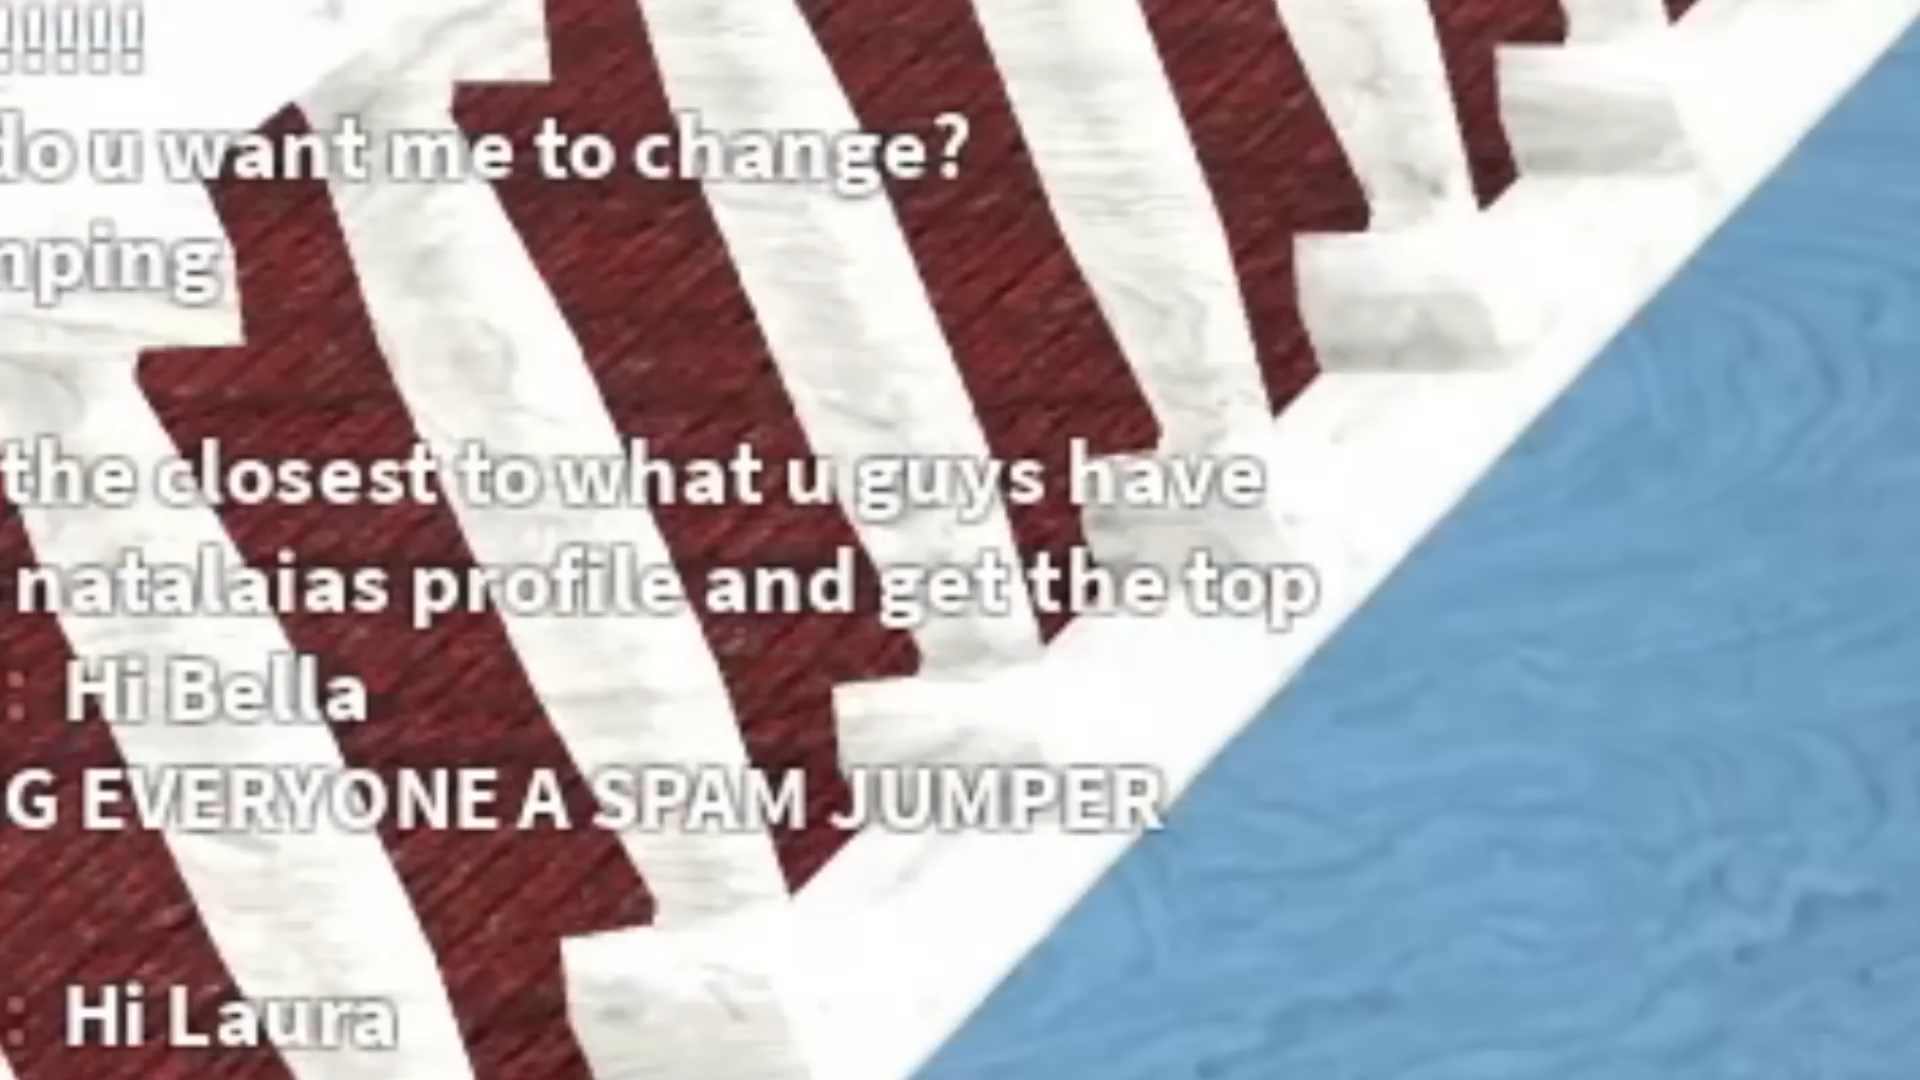 !!!!!
do u want me to change?
mping
the closest to what u guys have
natalaias profile and get the top
: Hi Bella
G EVERYONE A SPAM JUMPER
: Hi Laura